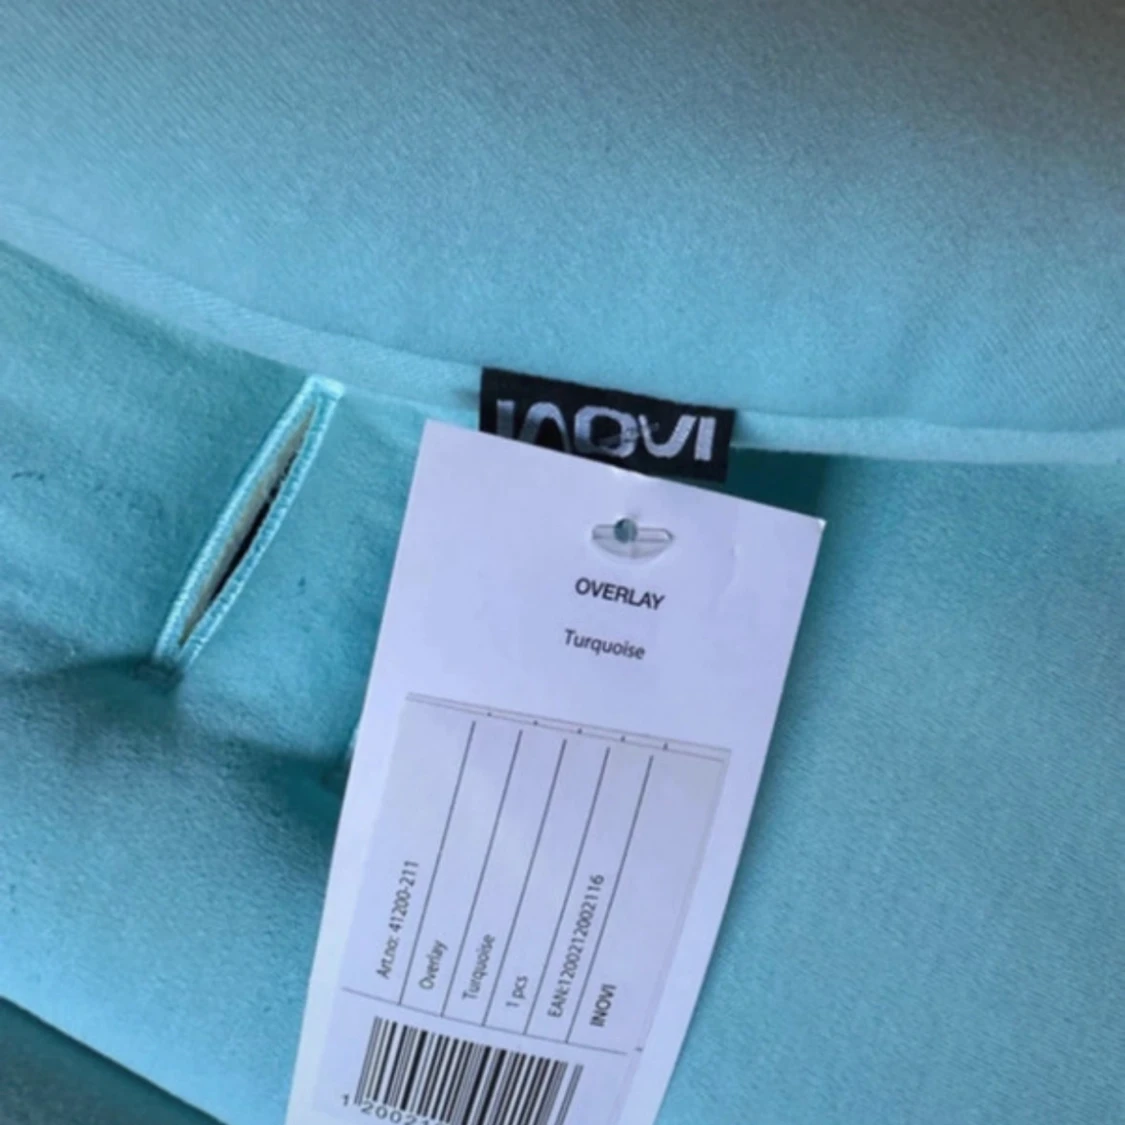 INOVI
OVERLAY
Turquoise
Art.no: 41200-211
Overlay
Turquoise
1 pcs
EAN:1200212002116
INOVI